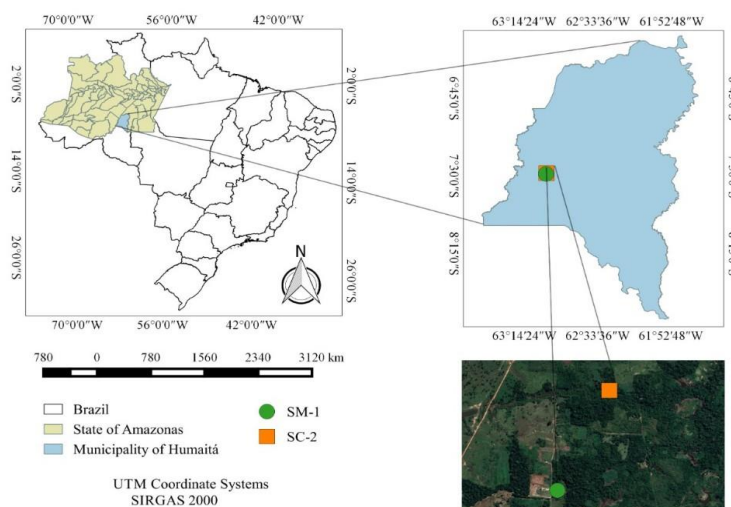 70°0'0"W 56°0'0"W 42°0'0"W
2°0'0"S
14°0'0"S
26°0'0"S
2°0'0"S
14°0'0"S
26°0'0"S
N
70°0'0"W 56°0'0"W 42°0'0"W
780 0 780 1560 2340 3120 km
Brazil
State of Amazonas
Municipality of Humaitá
SM-1
SC-2
UTM Coordinate Systems
SIRGAS 2000
63°14'24"W 62°33'36"W 61°52'48"W
6°45'0"S
7°30'0"S
8°15'0"S
63°14'24"W 62°33'36"W 61°52'48"W